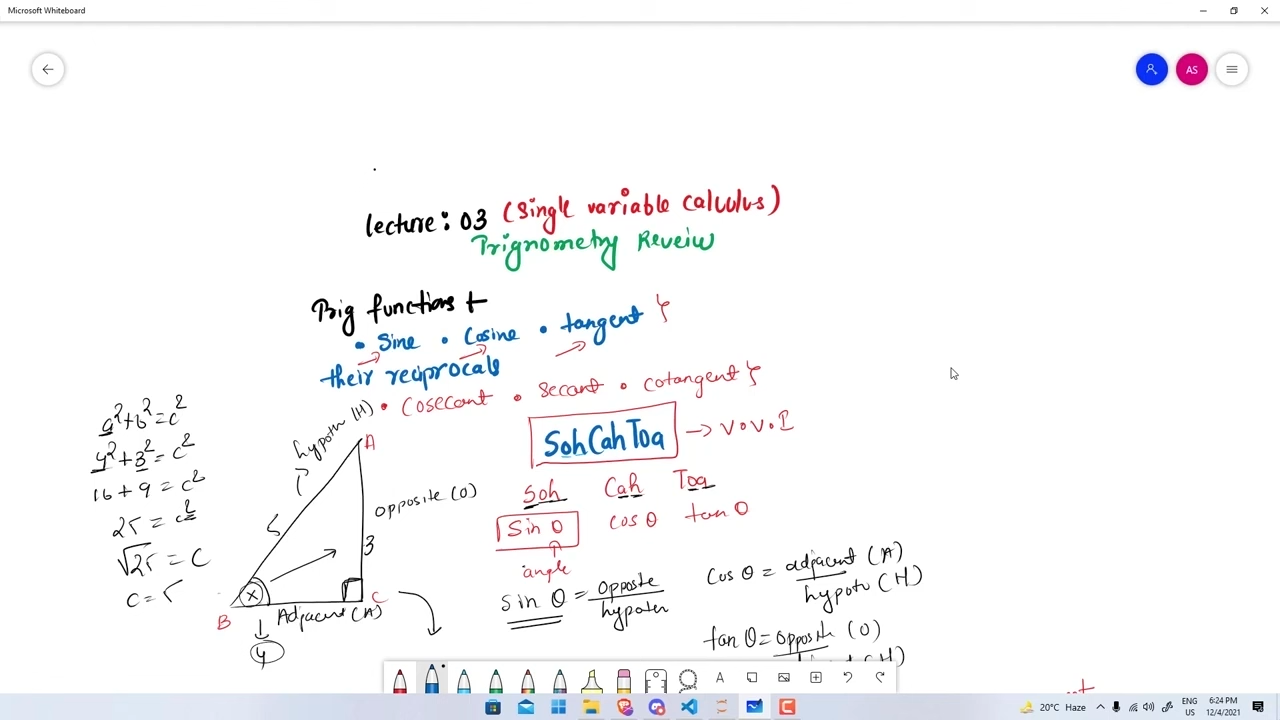 Microsoft Whiteboard
AS
lecture: 03 (Single variable Calculus)
Trignometry Reveiw
Trig functions +
• Sine • Cosine • tangent
their reciprocals
• Cosecant • Secant • cotangent
SohCahToa → V.V.I
Soh Cah Toa
Sin θ cos θ tan θ
angle
sin θ = opposite / hypoten
cos θ = adjacent (A) / hypoto (H)
tan θ = opposite (O)
(H)
a² + b² = c²
4² + 3² = c²
16 + 9 = c²
25 = c²
√25 = C
C = 5
hypoth (H)
A
opposite (O)
5
3
x
B
Adjacent (A)
C
4
A
20°C Haze
ENG
US
6:24 PM
12/4/2021